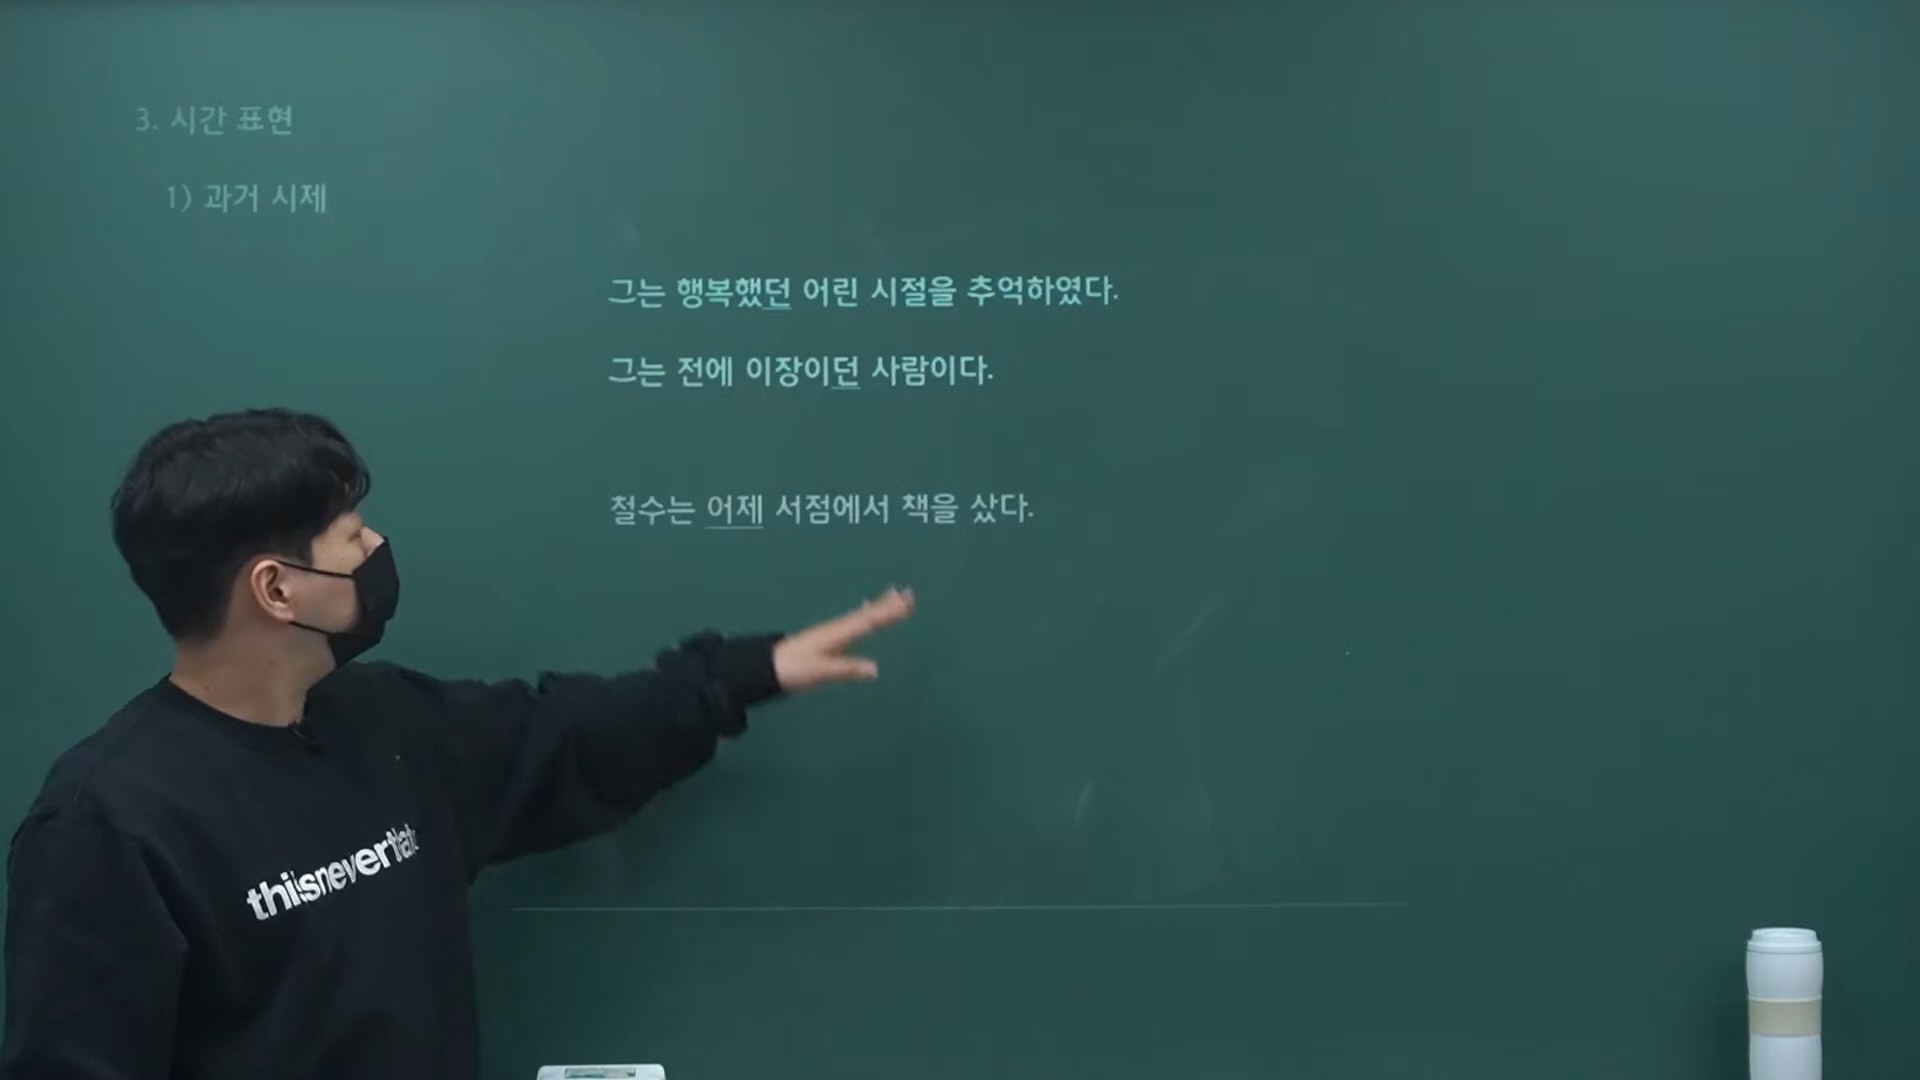 3. 시간 표현
1) 과거 시제
그는 행복했던 어린 시절을 추억하였다.
그는 전에 이장이던 사람이다.
철수는 어제 서점에서 책을 샀다.
thisisneverthat